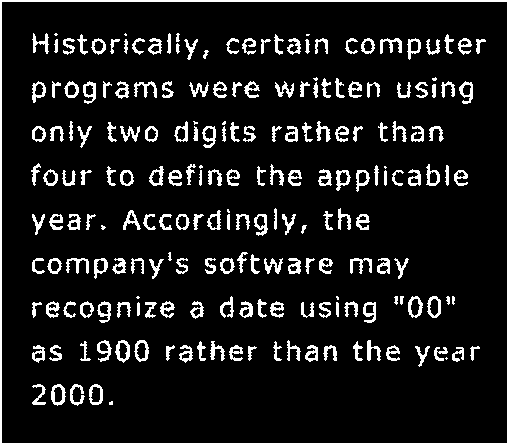 Historically, certain computer
programs were written using
only two digits rather than
four to define the applicable
year. Accordingly, the
company's software may
recognize a date using "00"
as 1900 rather than the year
2000.